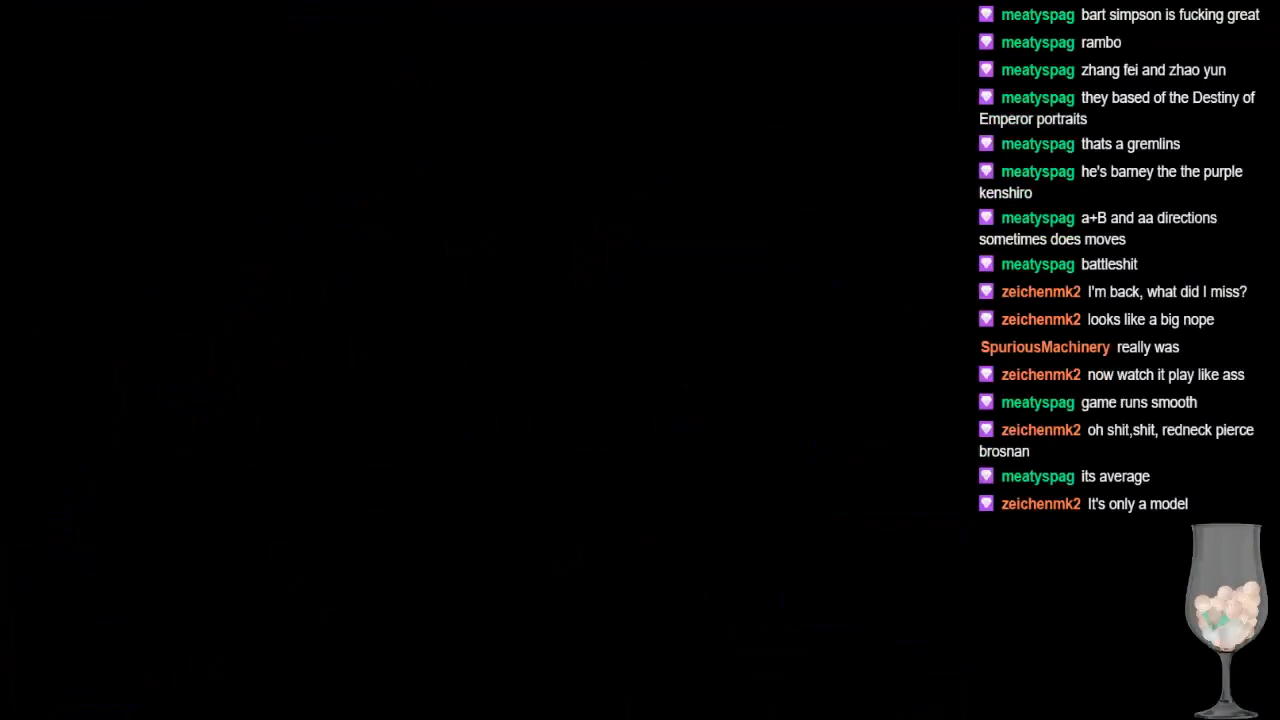 meatyspag bart simpson is fucking great
meatyspag rambo
meatyspag zhang fei and zhao yun
meatyspag they based of the Destiny of
Emperor portraits
meatyspag thats a gremlins
meatyspag he's barney the the purple
kenshiro
meatyspag a+B and aa directions
sometimes does moves
meatyspag battleshit
zeichenmk2 I'm back, what did I miss?
zeichenmk2 looks like a big nope
SpuriousMachinery really was
zeichenmk2 now watch it play like ass
meatyspag game runs smooth
zeichenmk2 oh shit,shit, redneck pierce
brosnan
meatyspag its average
zeichenmk2 It's only a model